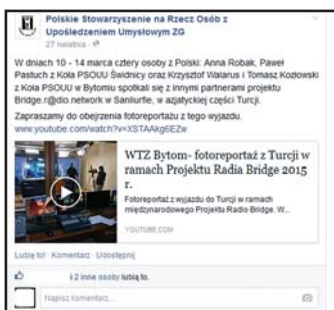 Polskie Stowarzyszenie na Rzecz Osób z
Upośledzeniem Umysłowym ZG
27 kwietnia
W dniach 10 - 14 marca cztery osoby z Polski: Anna Robak, Paweł
Pastuch z Koła PSOUU Świdnicy oraz Krzysztof Walarus i Tomasz Kozłowski
z Koła PSOUU w Bytomiu spotkali się z innymi partnerami projektu
Bridge.r@dio.network w Sanliurfie, w azjatyckiej części Turcji.
Zapraszamy do obejrzenia fotoreportażu z tego wyjazdu.
www.youtube.com/watch?v=XSTAAkg6EZw
WTZ Bytom- fotoreportaż z Turcji w
ramach Projektu Radia Bridge 2015
r.
Fotoreportaż z wyjazdu do Turcji w ramach
międzynarodowego Projektu Radio Bridge. W...
YOUTUBE.COM
Lubię to! · Komentarz · Udostępnij
i 2 inne osoby lubią to.
Napisz komentarz...